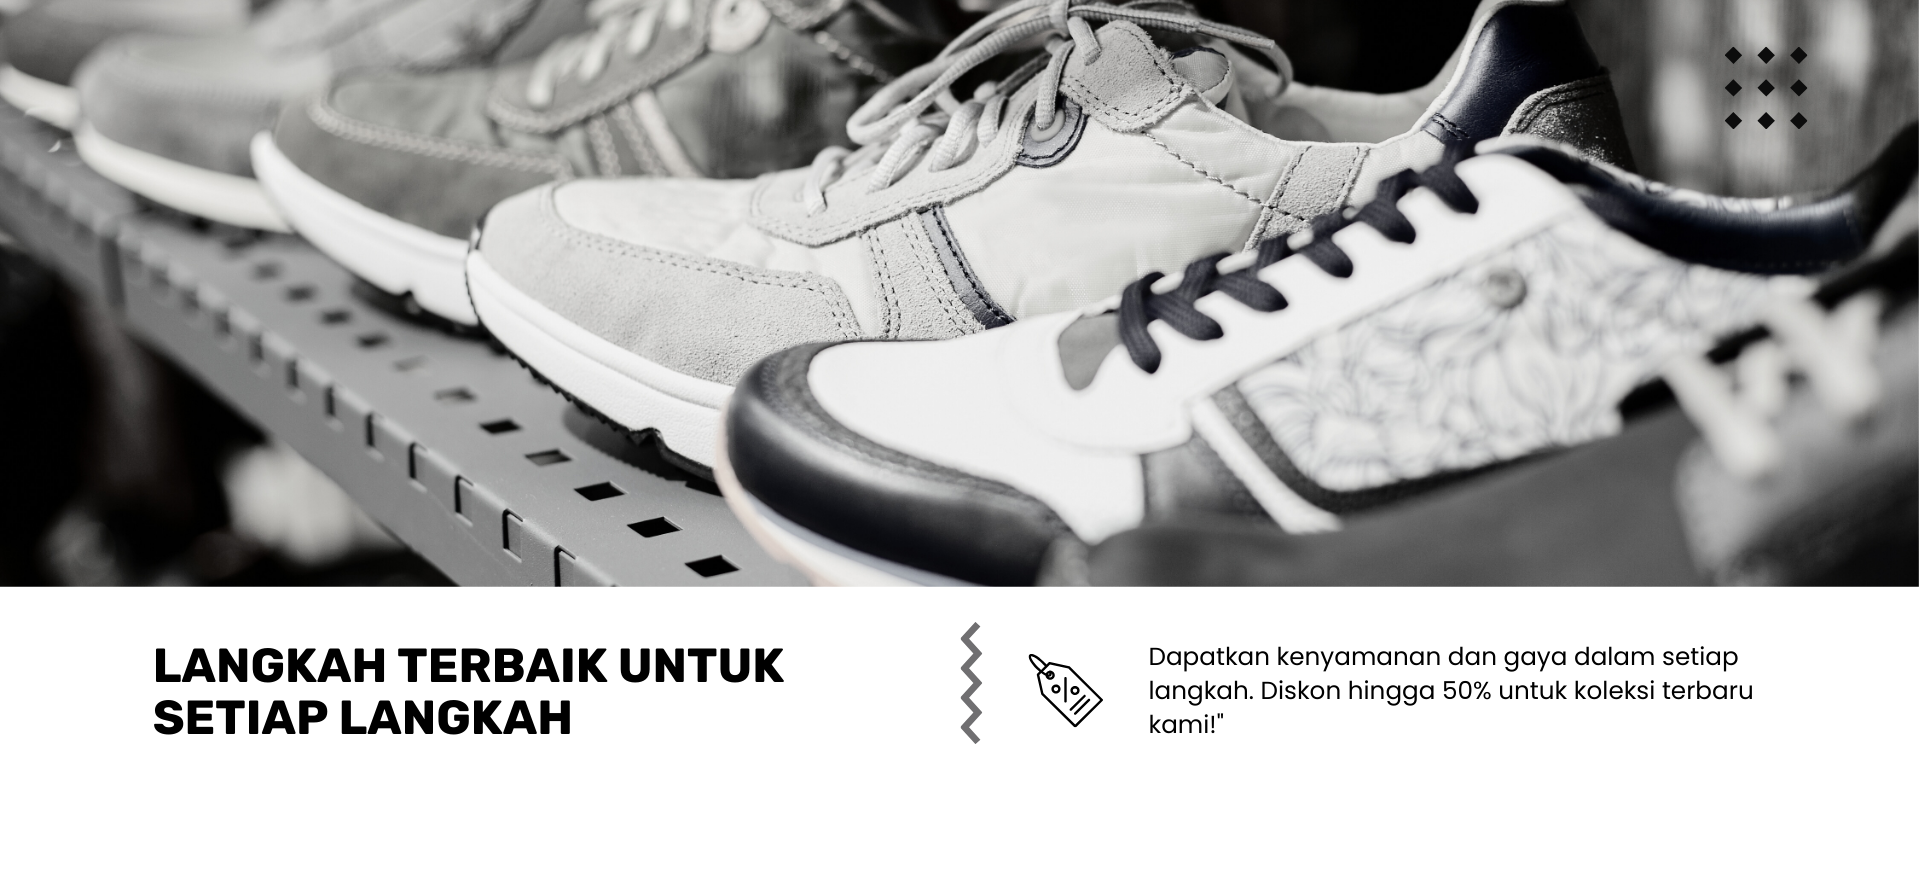 LANGKAH TERBAIK UNTUK
SETIAP LANGKAH
Dapatkan kenyamanan dan gaya dalam setiap
langkah. Diskon hingga 50% untuk koleksi terbaru
kami!"